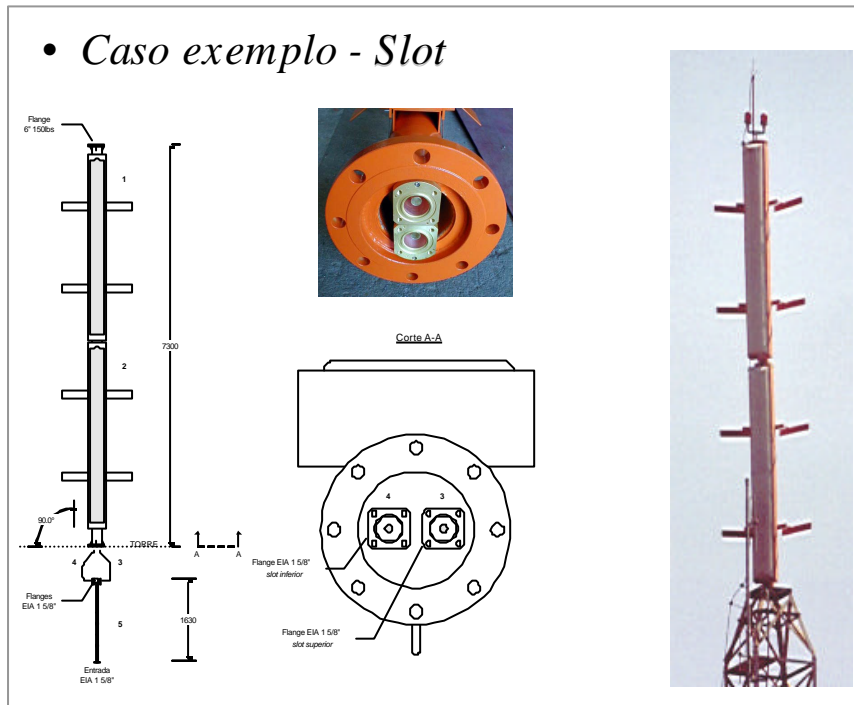 • Caso exemplo - Slot
Flange
6" 150lbs
1
7300
2
90.0°
TORRE
A
A
4
3
Flanges
EIA 1 5/8"
5
1630
Entrada
EIA 1 5/8"
Corte A-A
4
3
Flange EIA 1 5/8"
slot inferior
Flange EIA 1 5/8"
slot superior